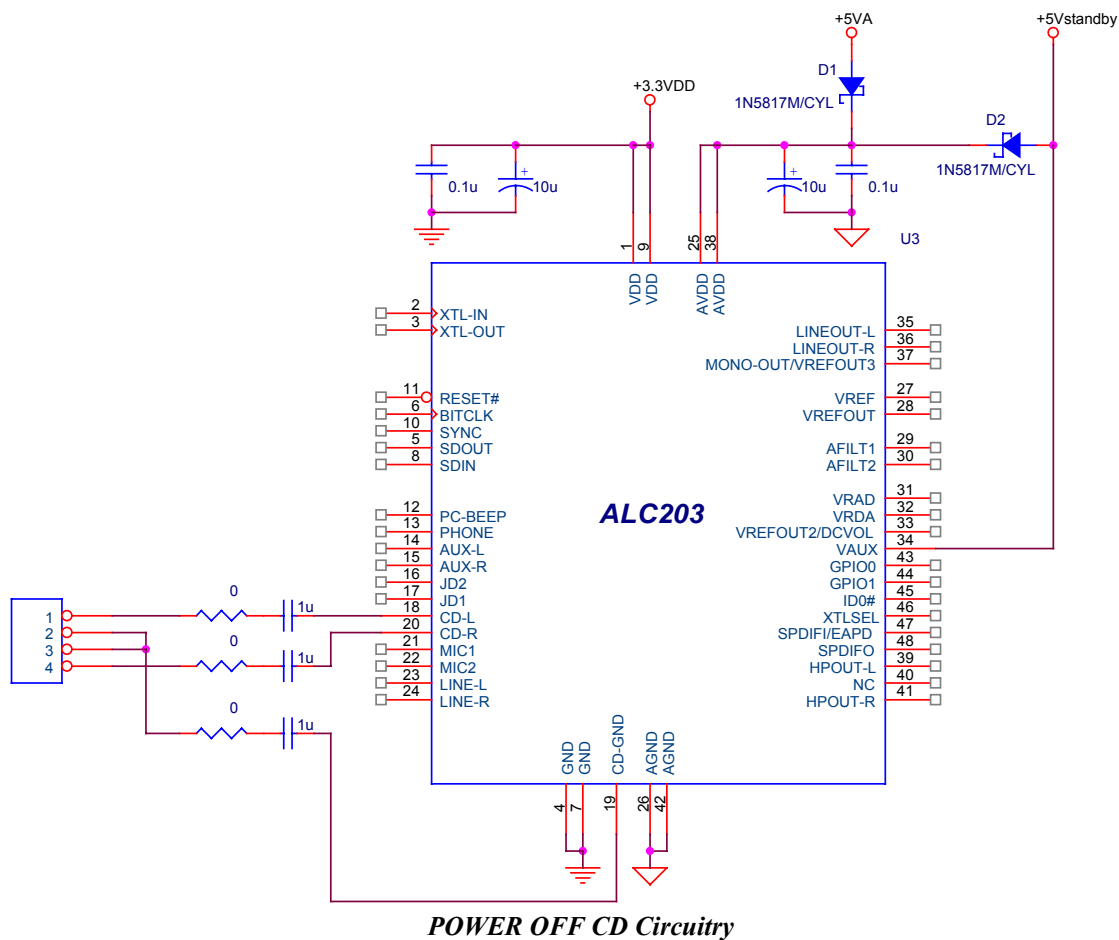 +5VA
+5Vstandby
D1
+3.3VDD
1N5817M/CYL
D2
1N5817M/CYL
0.1u
+
10u
+
10u
0.1u
U3
1
9
25
38
VDD
VDD
AVDD
AVDD
2 XTL-IN
3 XTL-OUT
11 RESET#
6 BITCLK
10 SYNC
5 SDOUT
8 SDIN
12 PC-BEEP
13 PHONE
14 AUX-L
15 AUX-R
16 JD2
17 JD1
18 CD-L
20 CD-R
21 MIC1
22 MIC2
23 LINE-L
24 LINE-R
ALC203
LINEOUT-L 35
LINEOUT-R 36
MONO-OUT/VREFOUT3 37
VREF 27
VREFOUT 28
AFILT1 29
AFILT2 30
VRAD 31
VRDA 32
VREFOUT2/DCVOL 33
VAUX 34
GPIO0 43
GPIO1 44
ID0# 45
XTLSEL 46
SPDIFI/EAPD 47
SPDIFO 48
HPOUT-L 39
NC 40
HPOUT-R 41
1
2
3
4
0
1u
0
1u
0
1u
GND
GND
CD-GND
AGND
AGND
4
7
19
26
42
POWER OFF CD Circuitry